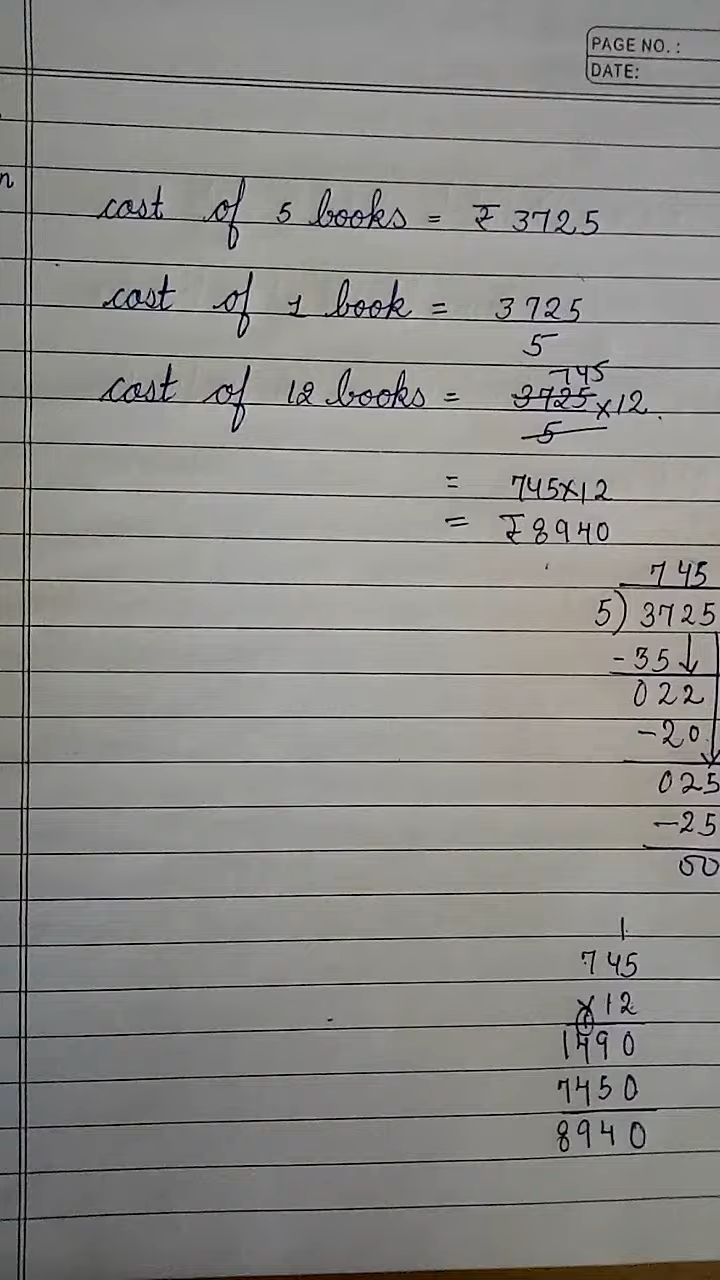 PAGE NO. :
DATE:
n
cost of 5 books = ₹ 3725
cost of 1 book = 3725
5
745
cost of 12 books = 3725 x 12.
5
= 745x12
= ₹8940
745
5) 3725
-35↓
022
-20
025
-25
00
1
745
x12
1490
7450
8940